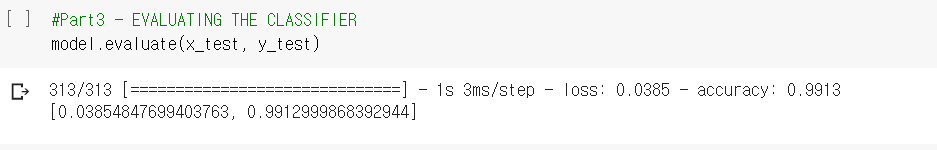 [ ] #Part3 - EVALUATING THE CLASSIFIER
model.evaluate(x_test, y_test)
313/313 [==============================] - 1s 3ms/step - loss: 0.0385 - accuracy: 0.9913
[0.03854847699403763, 0.9912999868392944]